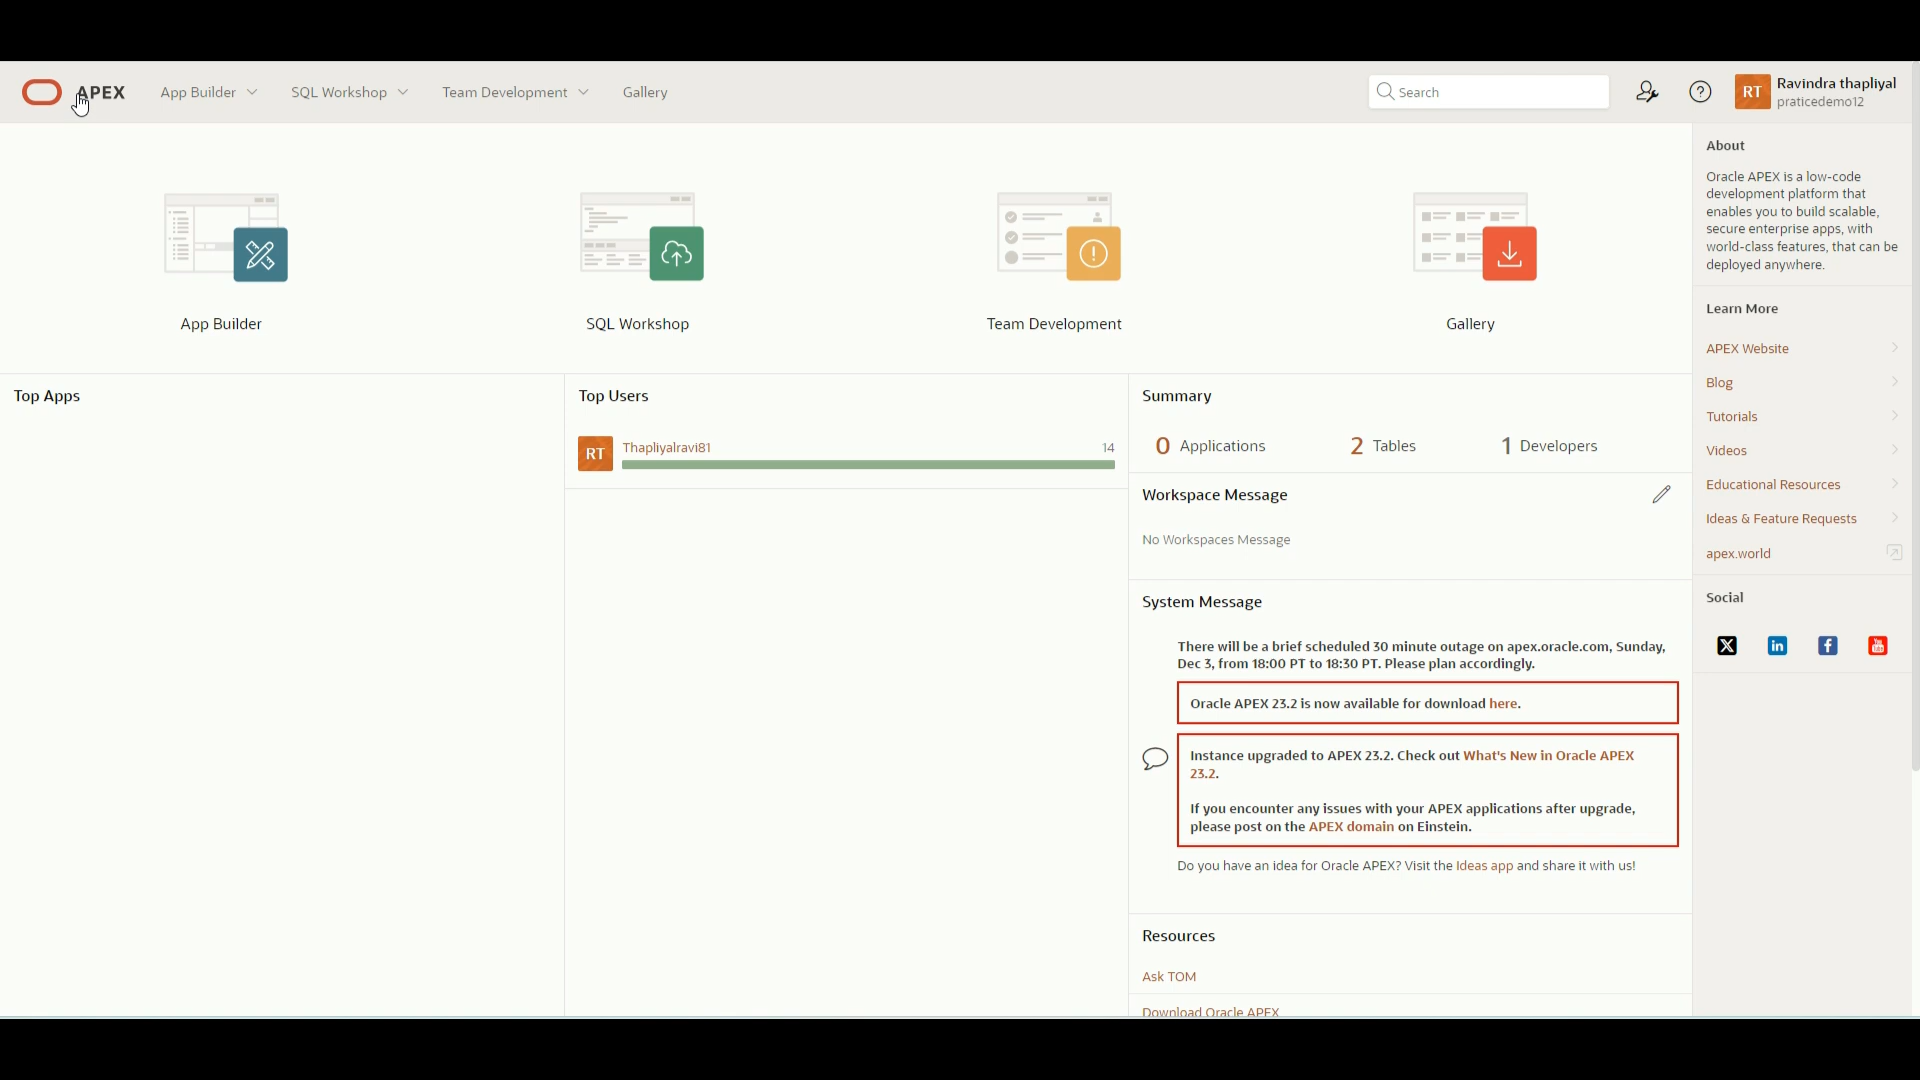 APEX
App Builder
SQL Workshop
Team Development
Gallery
Search
RT
Ravindra thapliyal
praticedemo12
App Builder
SQL Workshop
Team Development
Gallery
Top Apps
Top Users
RT
Thapliyalravi81
14
Summary
0 Applications
2 Tables
1 Developers
Workspace Message
No Workspaces Message
System Message
There will be a brief scheduled 30 minute outage on apex.oracle.com, Sunday,
Dec 3, from 18:00 PT to 18:30 PT. Please plan accordingly.
Oracle APEX 23.2 is now available for download here.
Instance upgraded to APEX 23.2. Check out What's New in Oracle APEX
23.2.
If you encounter any issues with your APEX applications after upgrade,
please post on the APEX domain on Einstein.
Do you have an idea for Oracle APEX? Visit the Ideas app and share it with us!
Resources
Ask TOM
Download Oracle APEX
About
Oracle APEX is a low-code
development platform that
enables you to build scalable,
secure enterprise apps, with
world-class features, that can be
deployed anywhere.
Learn More
APEX Website
Blog
Tutorials
Videos
Educational Resources
Ideas & Feature Requests
apex.world
Social